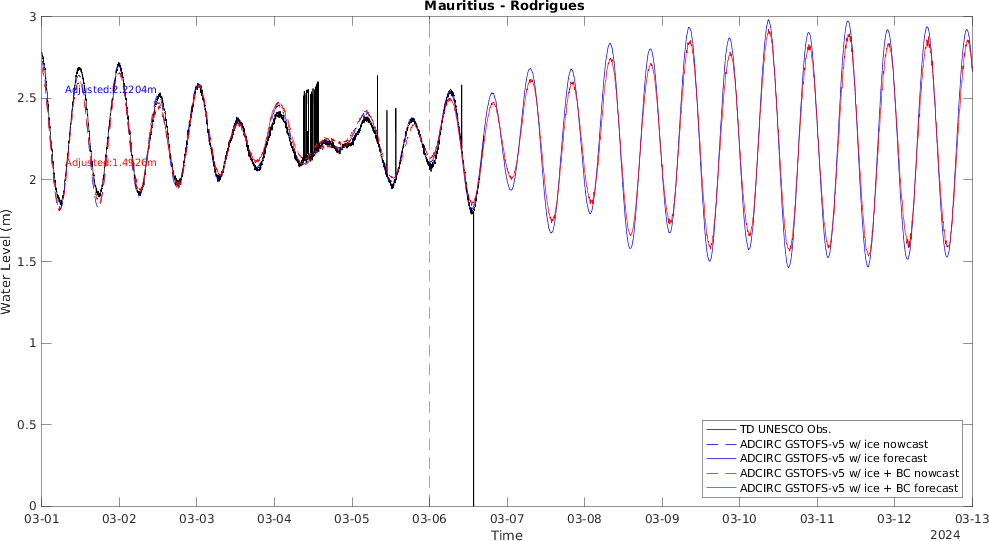 Mauritius - Rodrigues
3
2.5
2
1.5
1
0.5
0
Water Level (m)
Adjusted:2.2204m
Adjusted:1.4926m
TD UNESCO Obs.
ADCIRC GSTOFS-v5 w/ ice nowcast
ADCIRC GSTOFS-v5 w/ ice forecast
ADCIRC GSTOFS-v5 w/ ice + BC nowcast
ADCIRC GSTOFS-v5 w/ ice + BC forecast
03-01 03-02 03-03 03-04 03-05 03-06 03-07 03-08 03-09 03-10 03-11 03-12 03-13
Time
2024